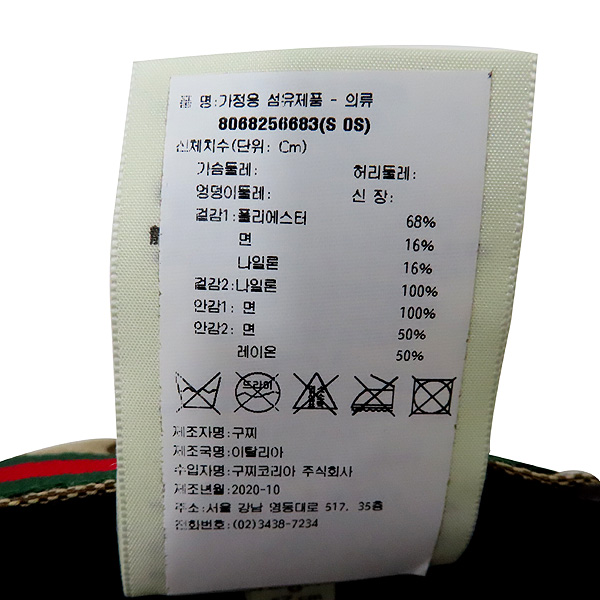 품 명:가정용 섬유제품 - 의류
8068256683(S 0S)
신체치수(단위: Cm)
가슴둘레: 허리둘레:
엉덩이둘레: 신 장:
겉감1:폴리에스터 68%
면 16%
나일론 16%
겉감2:나일론 100%
안감1: 면 100%
안감2: 면 50%
레이온 50%
드라이
제조자명:구찌
제조국명:이탈리아
수입자명:구찌코리아 주식회사
제조년월:2020-10
주소:서울 강남 영동대로 517, 35층
전화번호:(02)3438-7234